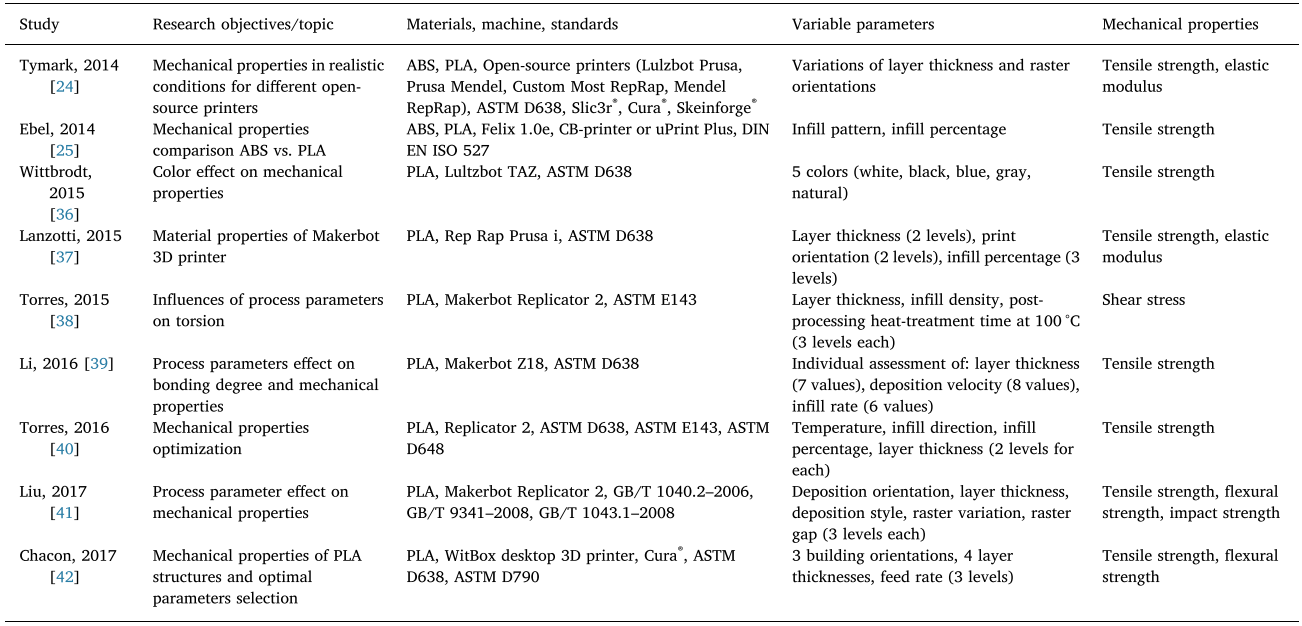 Study Research objectives/topic Materials, machine, standards Variable parameters Mechanical properties
Tymark, 2014
[24]
Mechanical properties in realistic
conditions for different open-
source printers
ABS, PLA, Open-source printers (Lulzbot Prusa,
Prusa Mendel, Custom Most RepRap, Mendel
RepRap), ASTM D638, Slic3r®, Cura®, Skeinforge®
Variations of layer thickness and raster
orientations
Tensile strength, elastic
modulus
Ebel, 2014
[25]
Mechanical properties
comparison ABS vs. PLA
ABS, PLA, Felix 1.0e, CB-printer or uPrint Plus, DIN
EN ISO 527
Infill pattern, infill percentage
Tensile strength
Wittbrodt,
2015
[36]
Color effect on mechanical
properties
PLA, Lultzbot TAZ, ASTM D638
5 colors (white, black, blue, gray,
natural)
Tensile strength
Lanzotti, 2015
[37]
Material properties of Makerbot
3D printer
PLA, Rep Rap Prusa i, ASTM D638
Layer thickness (2 levels), print
orientation (2 levels), infill percentage (3
levels)
Tensile strength, elastic
modulus
Torres, 2015
[38]
Influences of process parameters
on torsion
PLA, Makerbot Replicator 2, ASTM E143
Layer thickness, infill density, post-
processing heat-treatment time at 100 °C
(3 levels each)
Shear stress
Li, 2016 [39]
Process parameters effect on
bonding degree and mechanical
properties
PLA, Makerbot Z18, ASTM D638
Individual assessment of: layer thickness
(7 values), deposition velocity (8 values),
infill rate (6 values)
Tensile strength
Torres, 2016
[40]
Mechanical properties
optimization
PLA, Replicator 2, ASTM D638, ASTM E143, ASTM
D648
Temperature, infill direction, infill
percentage, layer thickness (2 levels for
each)
Tensile strength
Liu, 2017
[41]
Process parameter effect on
mechanical properties
PLA, Makerbot Replicator 2, GB/T 1040.2–2006,
GB/T 9341–2008, GB/T 1043.1–2008
Deposition orientation, layer thickness,
deposition style, raster variation, raster
gap (3 levels each)
Tensile strength, flexural
strength, impact strength
Chacon, 2017
[42]
Mechanical properties of PLA
structures and optimal
parameters selection
PLA, WitBox desktop 3D printer, Cura®, ASTM
D638, ASTM D790
3 building orientations, 4 layer
thicknesses, feed rate (3 levels)
Tensile strength, flexural
strength